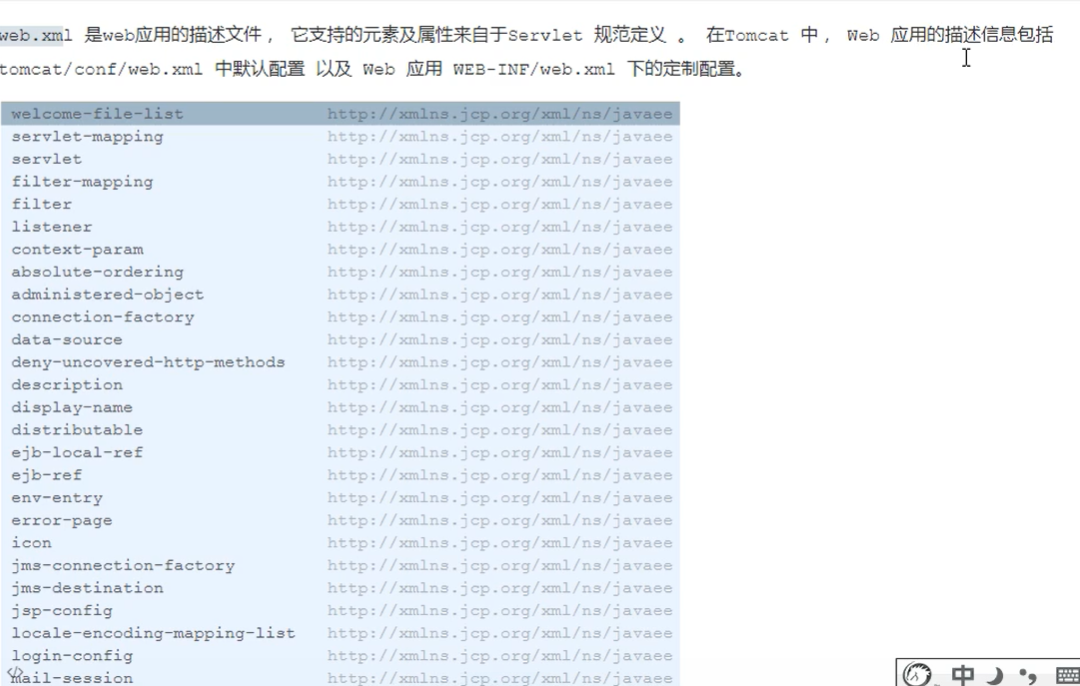 web.xml 是web应用的描述文件， 它支持的元素及属性来自于Servlet 规范定义 。 在Tomcat 中， Web 应用的描述信息包括
tomcat/conf/web.xml 中默认配置 以及 Web 应用 WEB-INF/web.xml 下的定制配置。
welcome-file-list http://xmlns.jcp.org/xml/ns/javaee
servlet-mapping http://xmlns.jcp.org/xml/ns/javaee
servlet http://xmlns.jcp.org/xml/ns/javaee
filter-mapping http://xmlns.jcp.org/xml/ns/javaee
filter http://xmlns.jcp.org/xml/ns/javaee
listener http://xmlns.jcp.org/xml/ns/javaee
context-param http://xmlns.jcp.org/xml/ns/javaee
absolute-ordering http://xmlns.jcp.org/xml/ns/javaee
administered-object http://xmlns.jcp.org/xml/ns/javaee
connection-factory http://xmlns.jcp.org/xml/ns/javaee
data-source http://xmlns.jcp.org/xml/ns/javaee
deny-uncovered-http-methods http://xmlns.jcp.org/xml/ns/javaee
description http://xmlns.jcp.org/xml/ns/javaee
display-name http://xmlns.jcp.org/xml/ns/javaee
distributable http://xmlns.jcp.org/xml/ns/javaee
ejb-local-ref http://xmlns.jcp.org/xml/ns/javaee
ejb-ref http://xmlns.jcp.org/xml/ns/javaee
env-entry http://xmlns.jcp.org/xml/ns/javaee
error-page http://xmlns.jcp.org/xml/ns/javaee
icon http://xmlns.jcp.org/xml/ns/javaee
jms-connection-factory http://xmlns.jcp.org/xml/ns/javaee
jms-destination http://xmlns.jcp.org/xml/ns/javaee
jsp-config http://xmlns.jcp.org/xml/ns/javaee
locale-encoding-mapping-list http://xmlns.jcp.org/xml/ns/javaee
login-config http://xmlns.jcp.org/xml/ns/javaee
mail-session http://xmlns.jcp.org/xml/ns/javaee
中